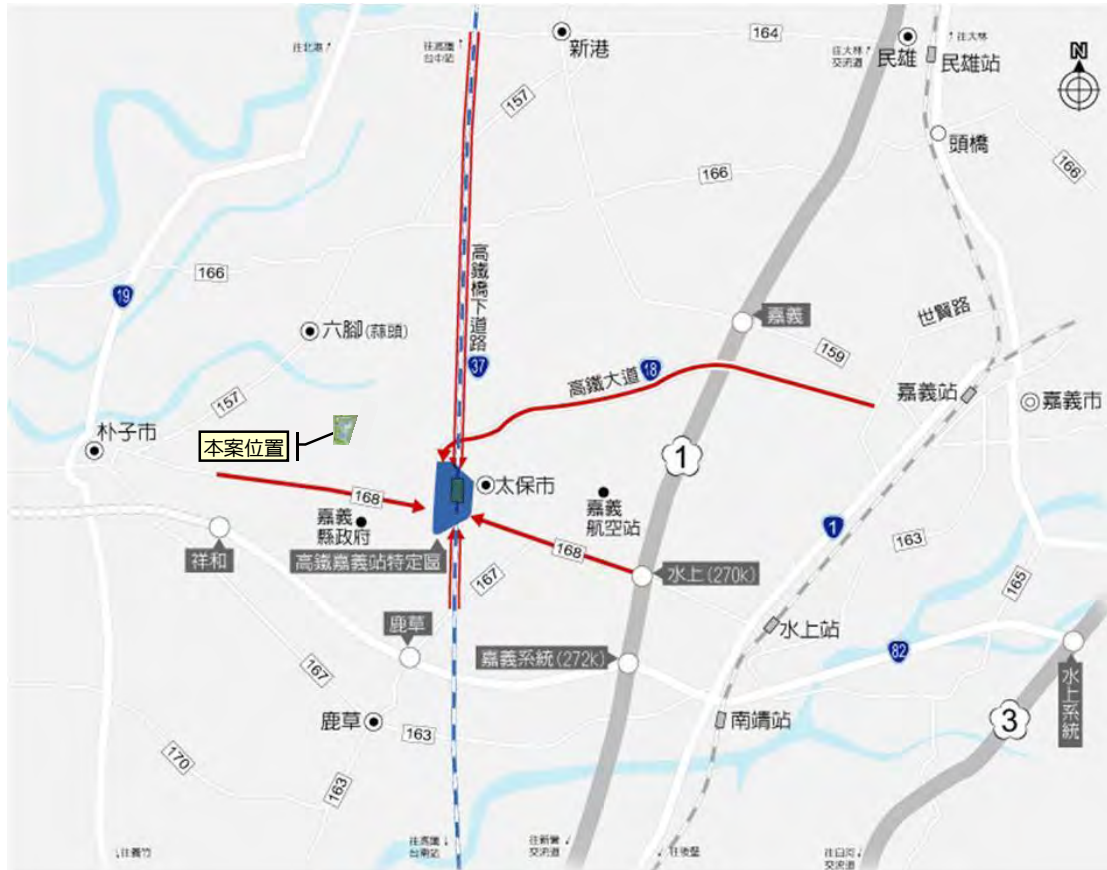 往北港
往高鐵
台中站
新港
164
往大林
交流道
民雄
民雄站
往大林
N
157
頭橋
166
166
166
19
高鐵橋下道路
37
六腳(蒜頭)
嘉義
159
世賢路
高鐵大道
18
嘉義站
嘉義市
157
朴子市
本案位置
1
太保市
168
嘉義
縣政府
嘉義
航空站
168
1
163
祥和
高鐵嘉義站特定區
167
水上(270k)
165
鹿草
嘉義系統(272k)
水上站
82
水上系統
167
鹿草
163
南靖站
3
170
163
往義竹
往高鐵
台南站
往新營
交流道
往後壁
往白河
交流道